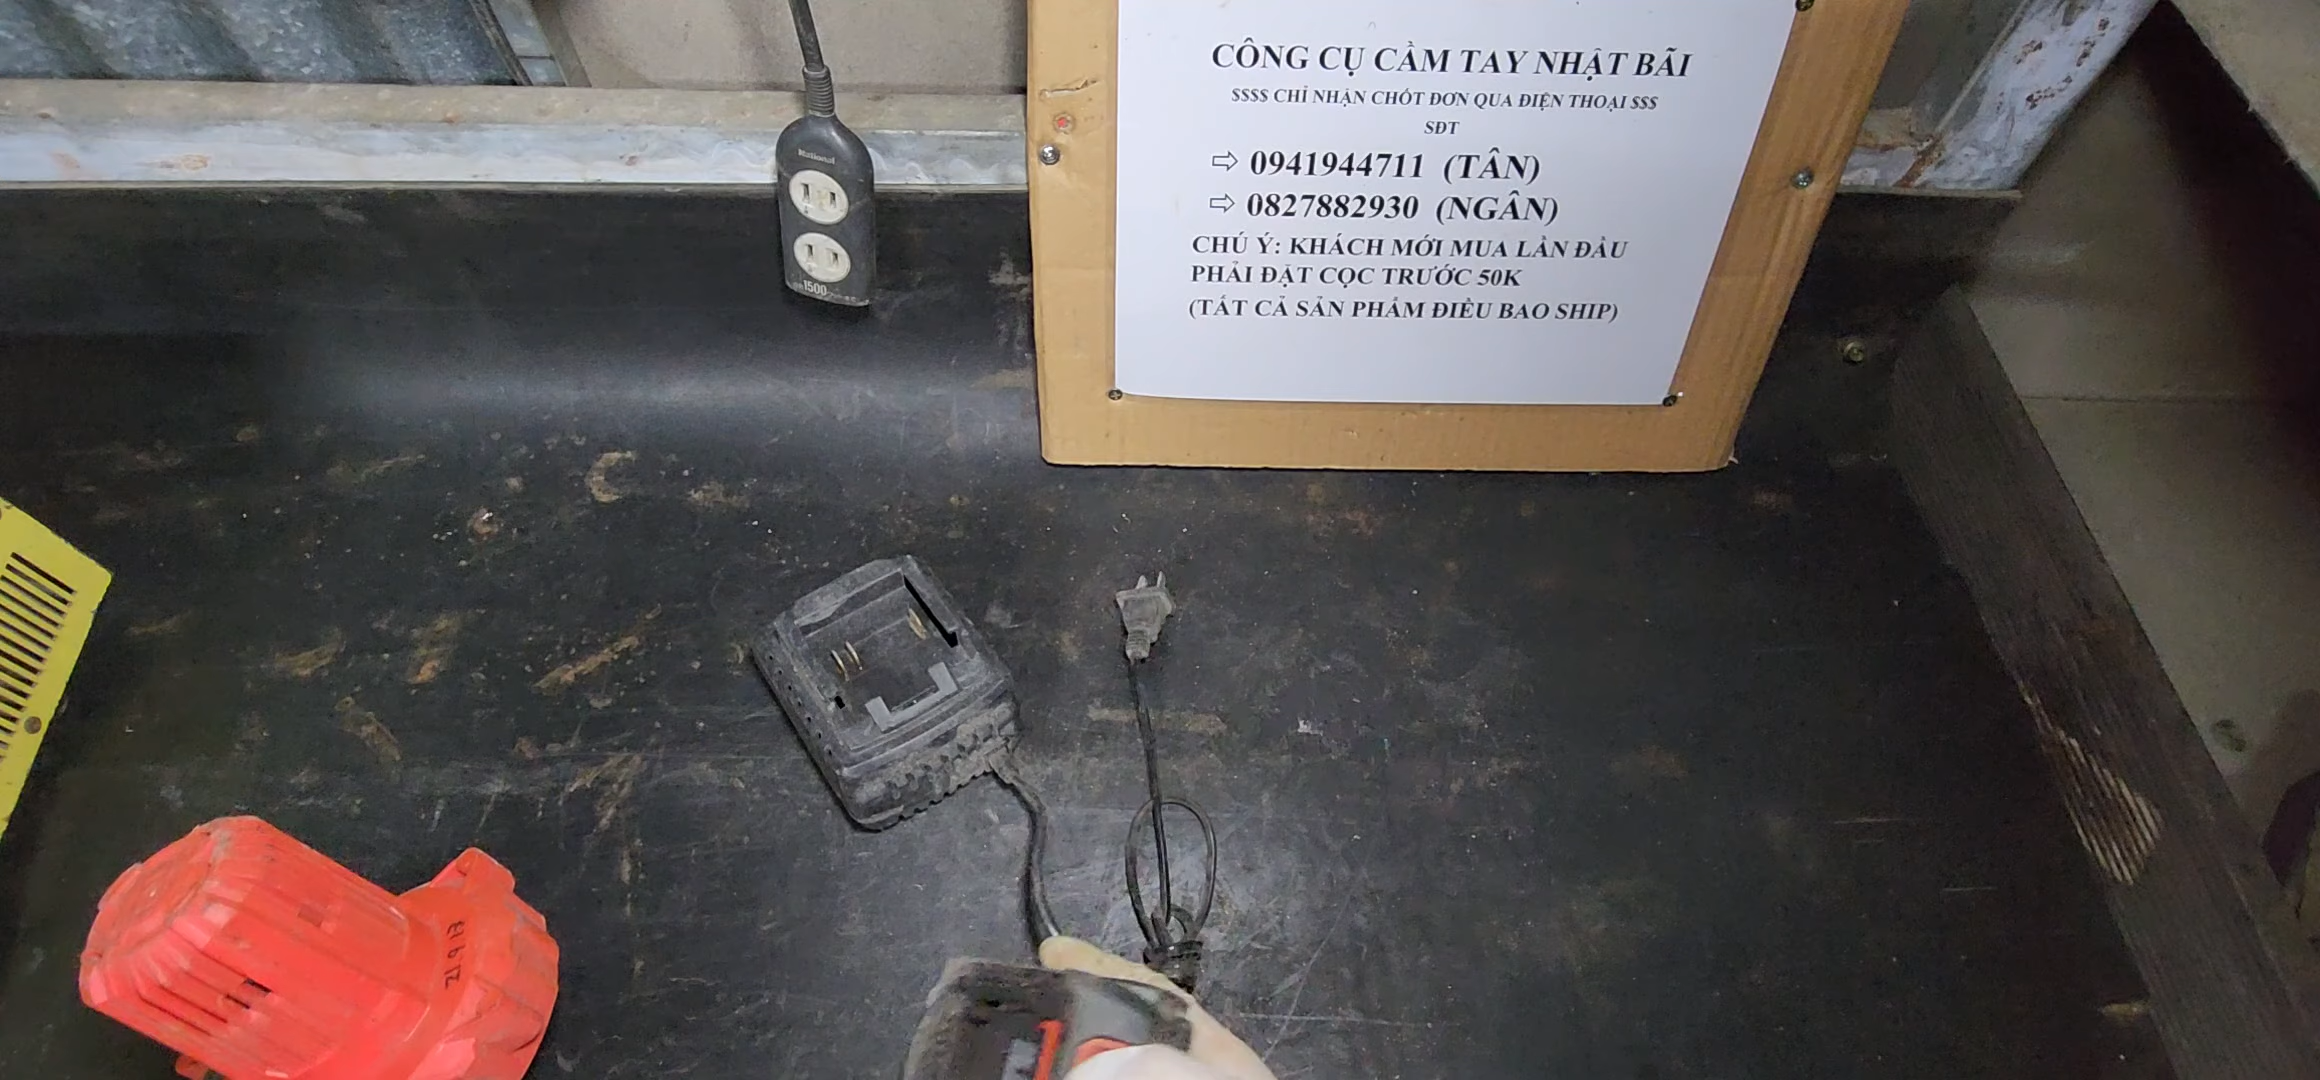 CÔNG CỤ CẦM TAY NHẬT BÃI
$$$$ CHỈ NHẬN CHỐT ĐƠN QUA ĐIỆN THOẠI $$$
SĐT
⇨ 0941944711 (TÂN)
⇨ 0827882930 (NGÂN)
CHÚ Ý: KHÁCH MỚI MUA LẦN ĐẦU
PHẢI ĐẶT CỌC TRƯỚC 50K
(TẤT CẢ SẢN PHẨM ĐIỀU BAO SHIP)
National
1500